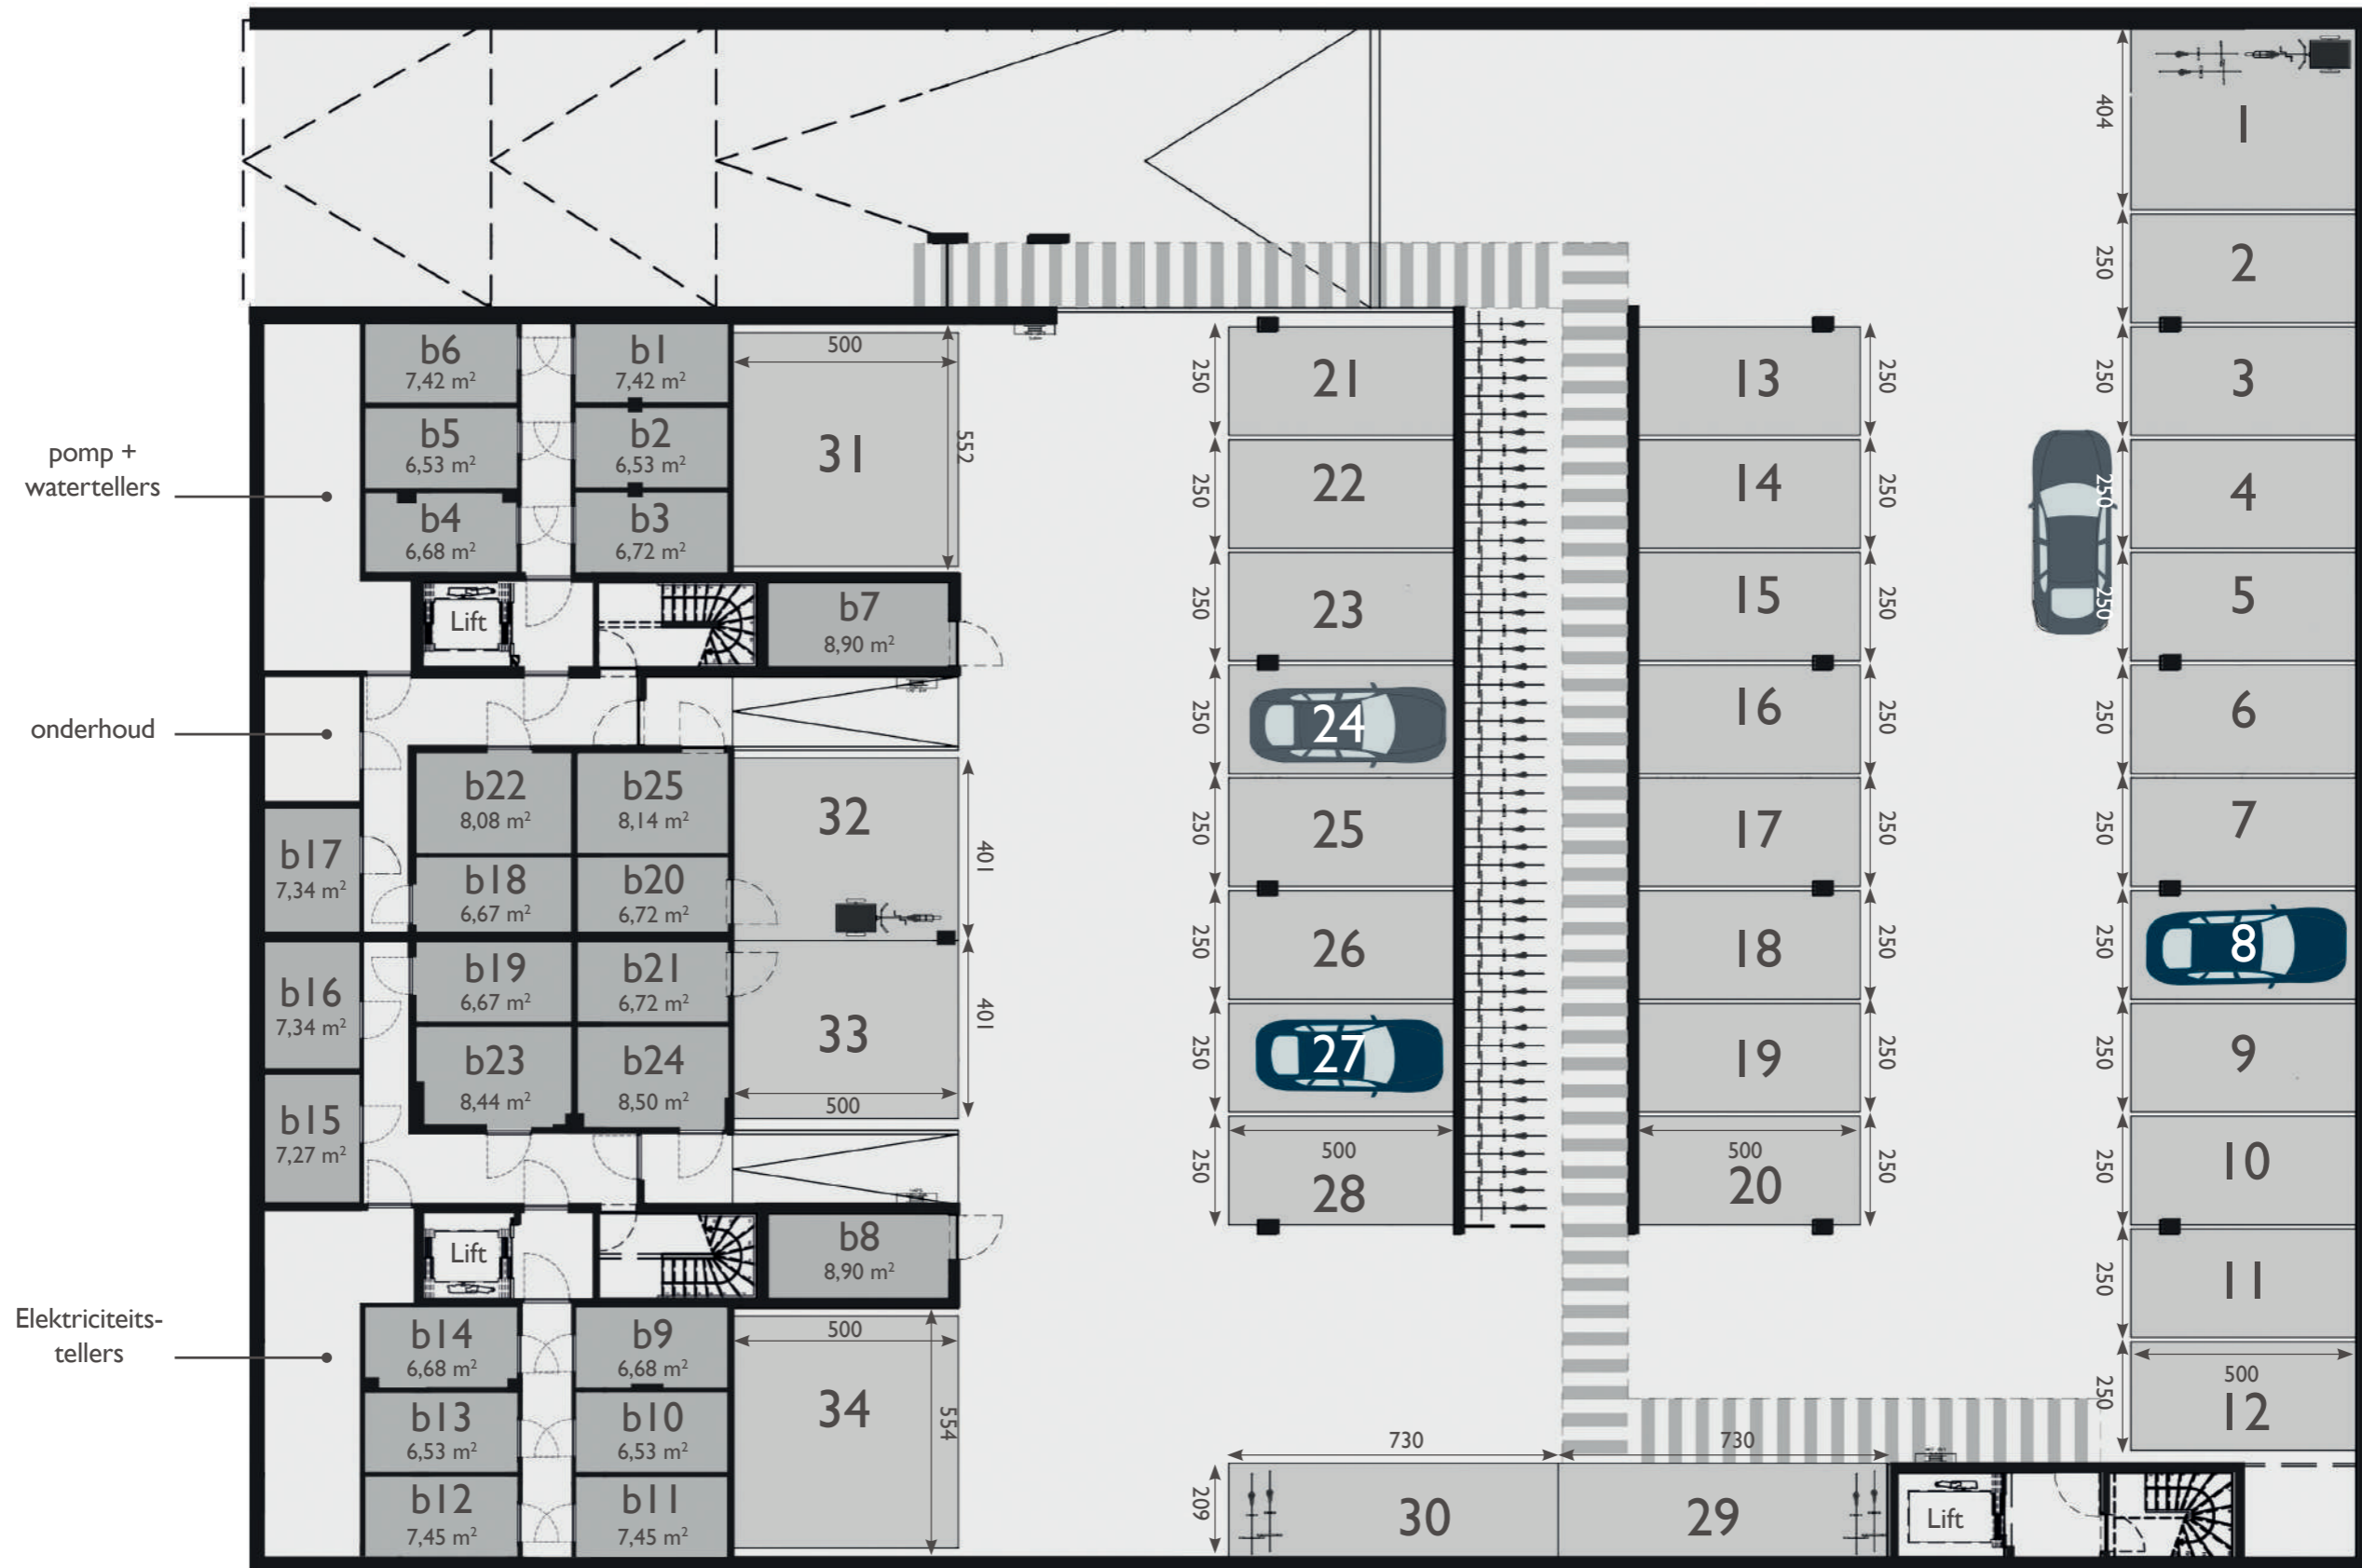 pomp +
watertellers
onderhoud
Elektriciteits-
tellers
b6
7,42 m²
b1
7,42 m²
b5
6,53 m²
b2
6,53 m²
b4
6,68 m²
b3
6,72 m²
Lift
b7
8,90 m²
b22
8,08 m²
b25
8,14 m²
b17
7,34 m²
b18
6,67 m²
b20
6,72 m²
b16
7,34 m²
b19
6,67 m²
b21
6,72 m²
b23
8,44 m²
b24
8,50 m²
b15
7,27 m²
Lift
b8
8,90 m²
b14
6,68 m²
b9
6,68 m²
b13
6,53 m²
b10
6,53 m²
b12
7,45 m²
b11
7,45 m²
500
31
552
32
401
33
401
500
500
34
554
250
21
250
22
250
23
250
24
250
25
250
26
250
27
250
500
28
13
250
14
250
15
250
16
250
17
250
18
250
19
250
500
20
250
404
1
250
2
250
3
250
4
250
5
250
6
250
7
250
8
250
9
250
10
250
11
250
500
12
730
730
209
30
29
Lift